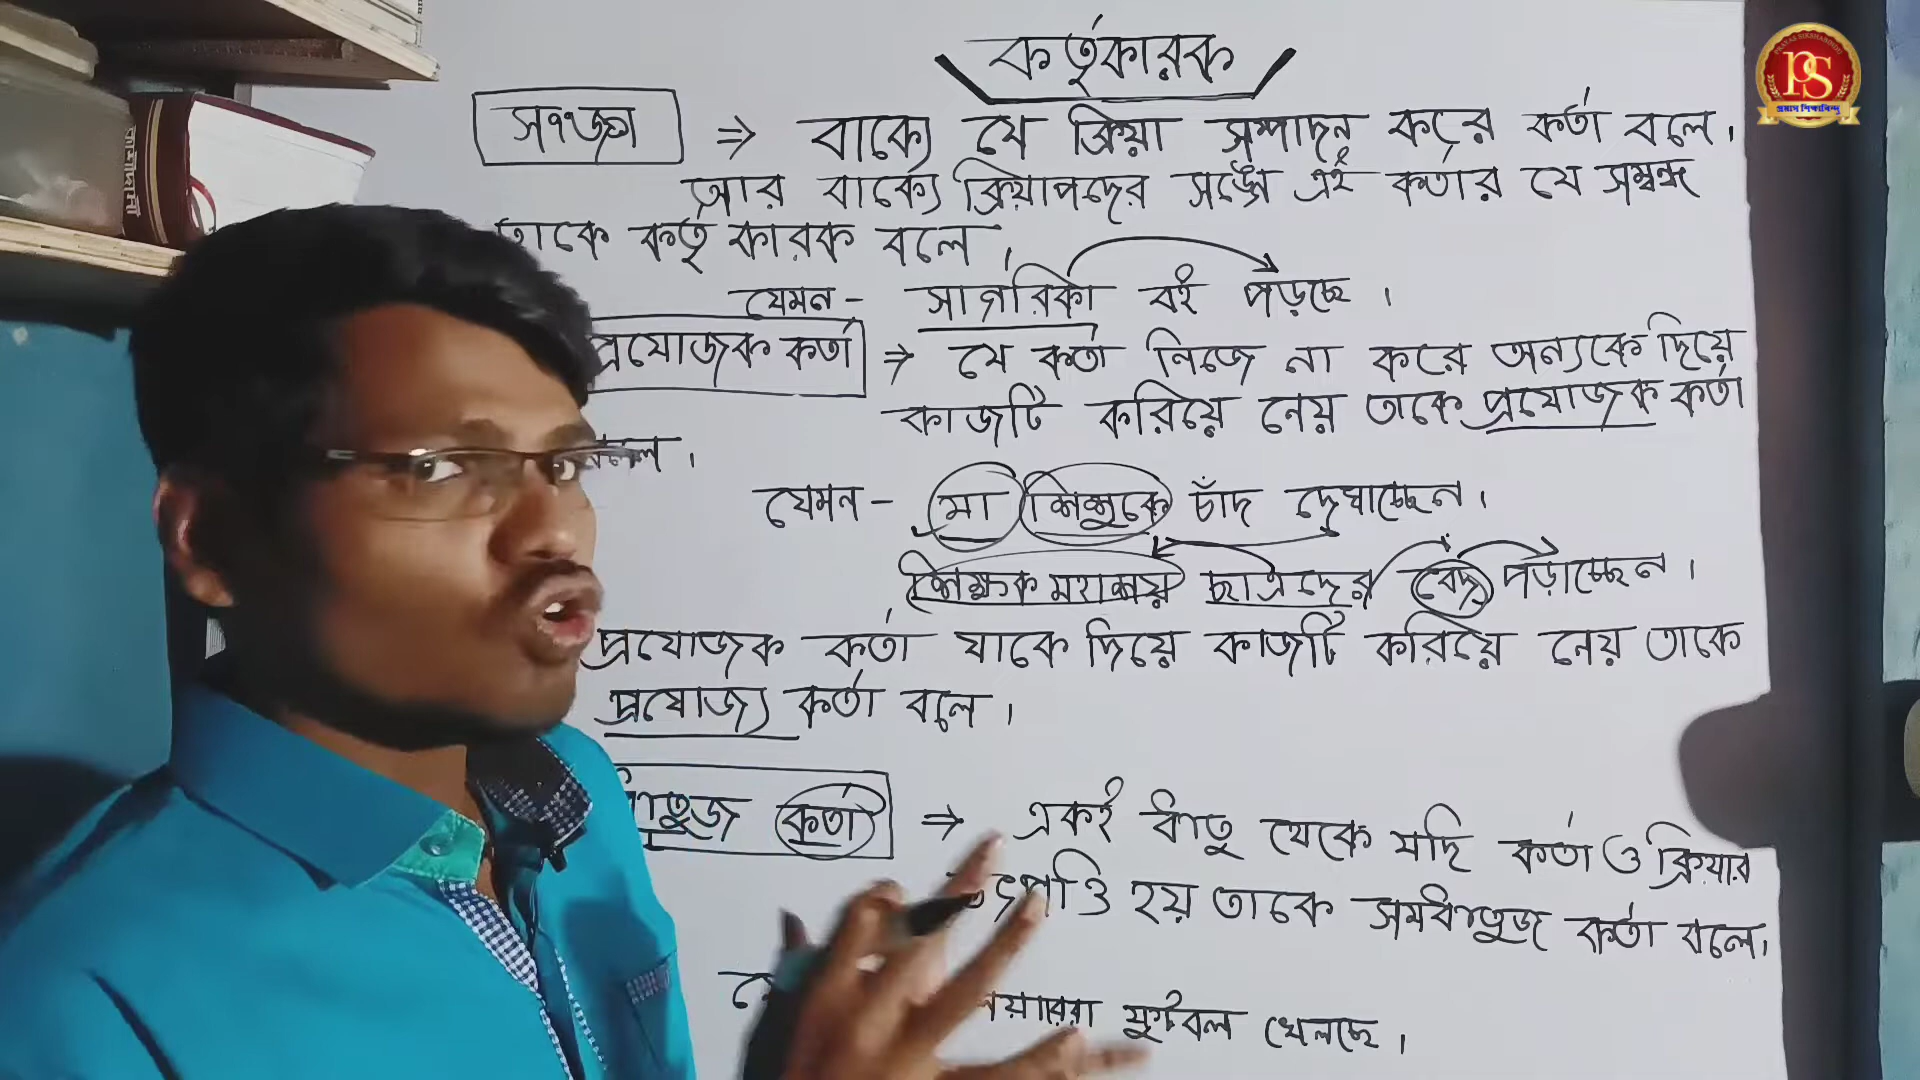 কর্তৃকারক
সংজ্ঞা ⇒ বাক্যে যে ক্রিয়া সম্পাদন করে কর্তা বলে।
আর বাক্যে ক্রিয়াপদের সঙ্গে এই কর্তার যে সম্বন্ধ
তাকে কর্তৃকারক বলে।
যেমন - সাগরিকা বই পড়ছে।
প্রযোজক কর্তা ⇒ যে কর্তা নিজে না করে অন্যকে দিয়ে
কাজটি করিয়ে নেয় তাকে প্রযোজক কর্তা
যেমন - মা শিশুকে চাঁদ দেখাচ্ছেন।
শিক্ষক মহাশয় ছাত্রদের বেদ পড়াচ্ছেন।
প্রযোজক কর্তা যাকে দিয়ে কাজটি করিয়ে নেয় তাকে
প্রযোজ্য কর্তা বলে।
কর্তা ⇒ একই ধাতু থেকে যদি কর্তা ও ক্রিয়ার
হয় তাকে সমধাতুজ কর্তা বলে।
খেলছে।
PS
প্রয়াস শিক্ষাবিন্দু